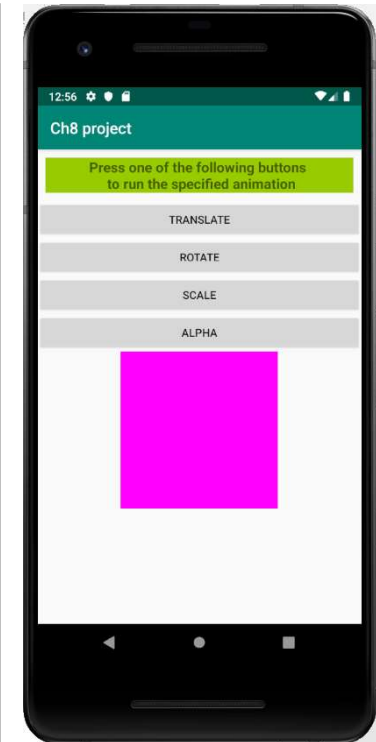 12:56
Ch8 project
Press one of the following buttons
to run the specified animation
TRANSLATE
ROTATE
SCALE
ALPHA